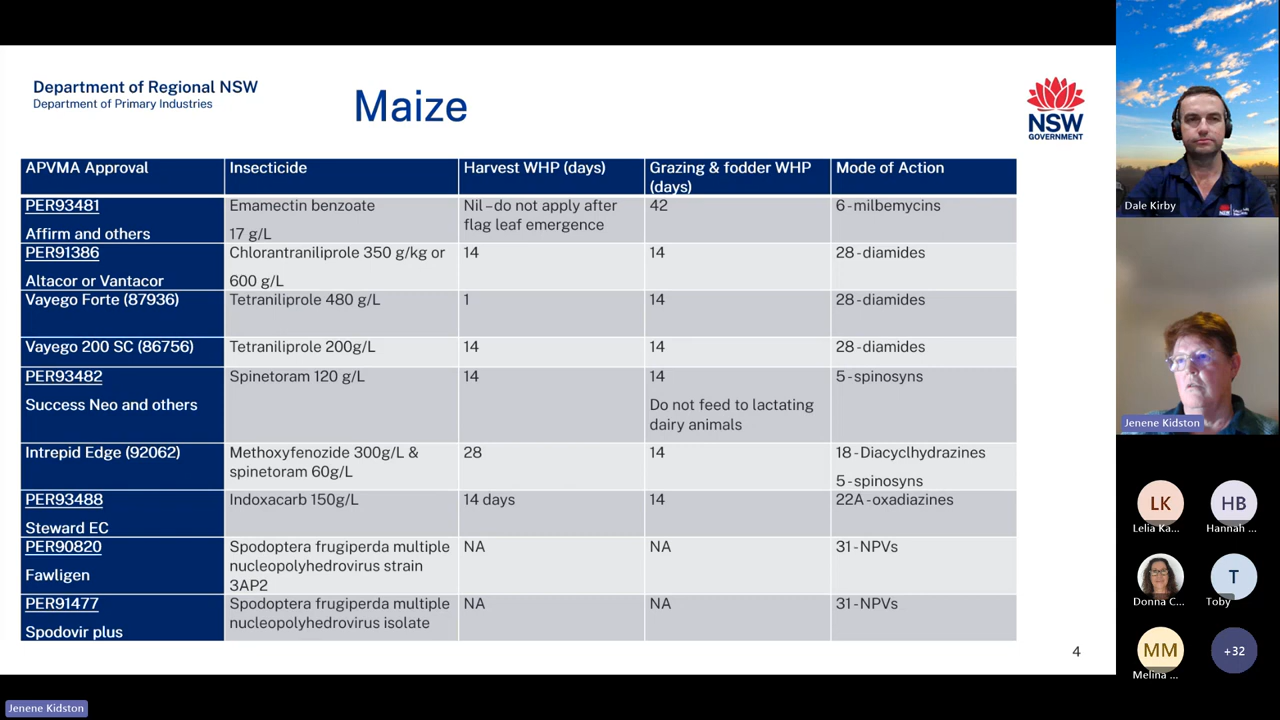 Department of Regional NSW
Department of Primary Industries
Maize
NSW
GOVERNMENT
APVMA Approval
Insecticide
Harvest WHP (days)
Grazing & fodder WHP
(days)
Mode of Action
PER93481
Affirm and others
Emamectin benzoate
17 g/L
Nil – do not apply after
flag leaf emergence
42
6 - milbemycins
PER91386
Altacor or Vantacor
Chlorantraniliprole 350 g/kg or
600 g/L
14
14
28 - diamides
Vayego Forte (87936)
Tetraniliprole 480 g/L
1
14
28 - diamides
Vayego 200 SC (86756)
Tetraniliprole 200g/L
14
14
28 - diamides
PER93482
Success Neo and others
Spinetoram 120 g/L
14
14
Do not feed to lactating
dairy animals
5 - spinosyns
Intrepid Edge (92062)
Methoxyfenozide 300g/L &
spinetoram 60g/L
28
14
18 - Diacyclhydrazines
5 - spinosyns
PER93488
Steward EC
Indoxacarb 150g/L
14 days
14
22A - oxadiazines
PER90820
Fawligen
Spodoptera frugiperda multiple
nucleopolyhedrovirus strain
3AP2
NA
NA
31 - NPVs
PER91477
Spodovir plus
Spodoptera frugiperda multiple
nucleopolyhedrovirus isolate
NA
NA
31 - NPVs
4
Dale Kirby
Jenene Kidston
LK
Lelia Ka...
HB
Hannah ...
Donna C...
T
Toby
MM
Melina ...
+32
Jenene Kidston